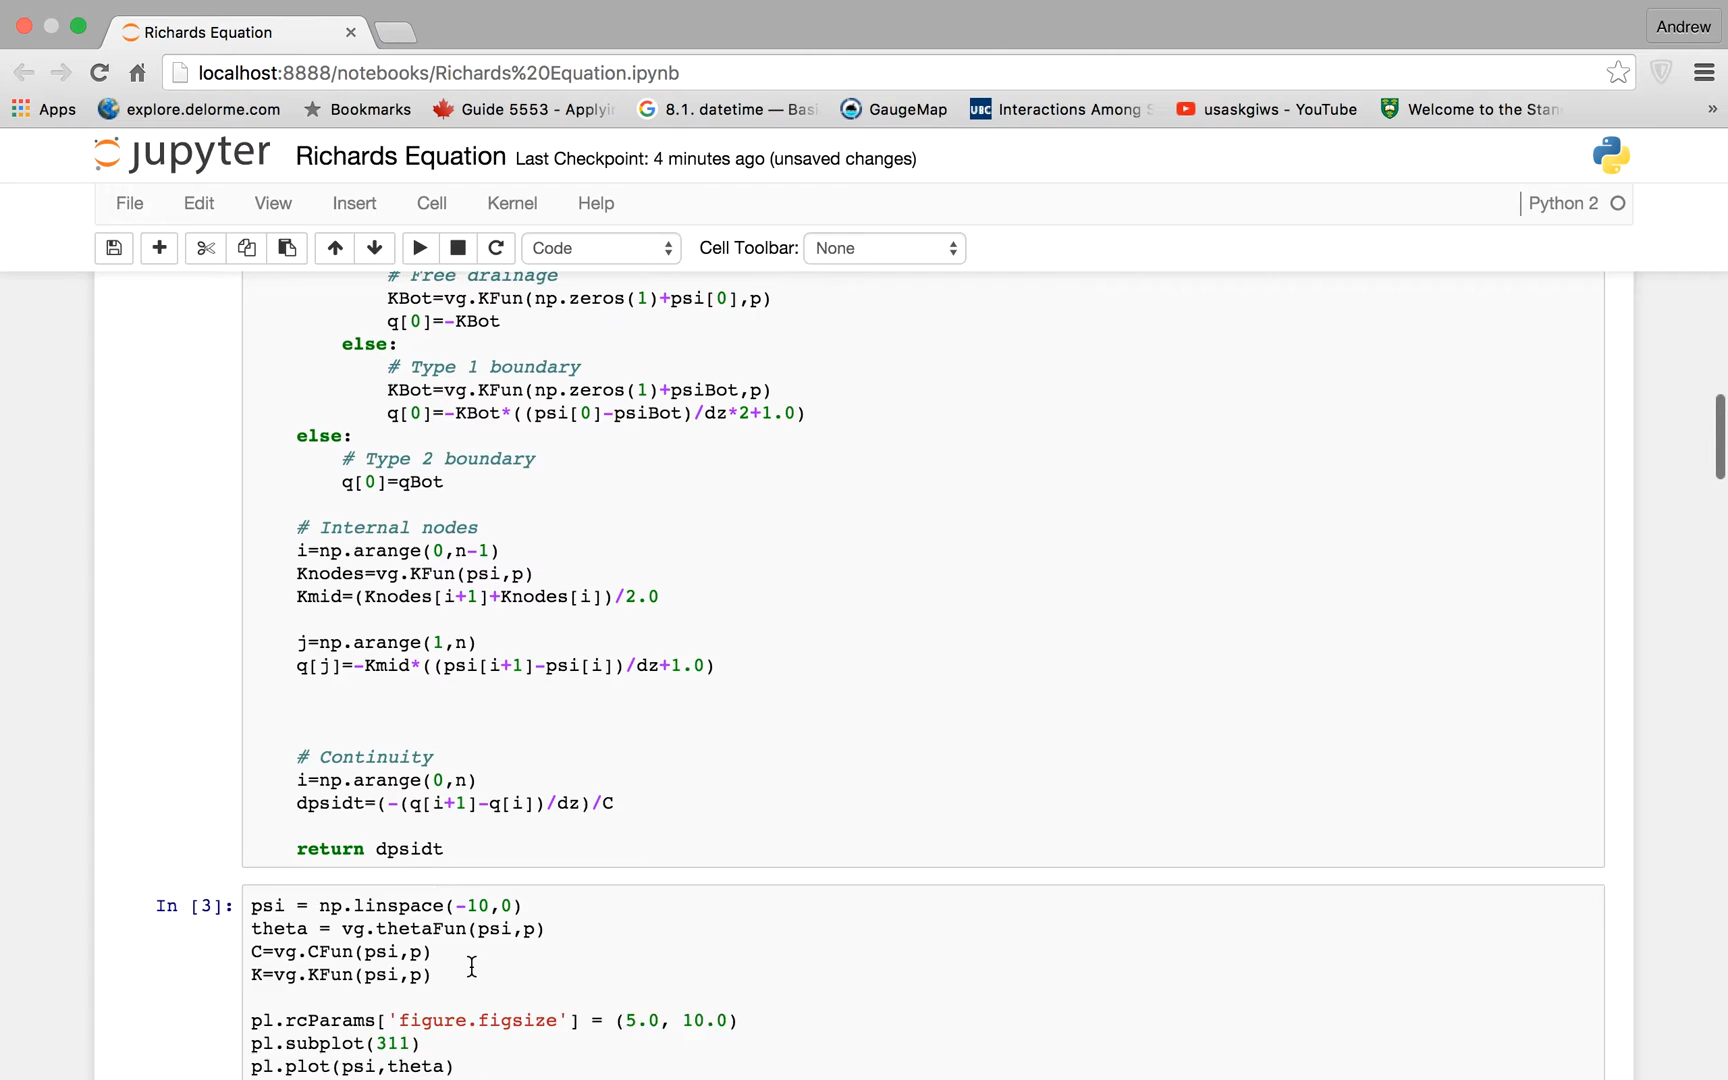 Richards Equation
Andrew
localhost:8888/notebooks/Richards%20Equation.ipynb
Apps explore.delorme.com Bookmarks Guide 5553 - Applyi 8.1. datetime — Basi GaugeMap UBC Interactions Among S usaskgiws - YouTube Welcome to the Stan »
jupyter Richards Equation Last Checkpoint: 4 minutes ago (unsaved changes)
File Edit View Insert Cell Kernel Help Python 2
Code Cell Toolbar: None
# Free drainage
KBot=vg.KFun(np.zeros(1)+psi[0],p)
q[0]=-KBot
else:
# Type 1 boundary
KBot=vg.KFun(np.zeros(1)+psiBot,p)
q[0]=-KBot*((psi[0]-psiBot)/dz*2+1.0)
else:
# Type 2 boundary
q[0]=qBot
# Internal nodes
i=np.arange(0,n-1)
Knodes=vg.KFun(psi,p)
Kmid=(Knodes[i+1]+Knodes[i])/2.0
j=np.arange(1,n)
q[j]=-Kmid*((psi[i+1]-psi[i])/dz+1.0)
# Continuity
i=np.arange(0,n)
dpsidt=(-(q[i+1]-q[i])/dz)/C
return dpsidt
In [3]: psi = np.linspace(-10,0)
theta = vg.thetaFun(psi,p)
C=vg.CFun(psi,p)
K=vg.KFun(psi,p)
pl.rcParams['figure.figsize'] = (5.0, 10.0)
pl.subplot(311)
pl.plot(psi,theta)